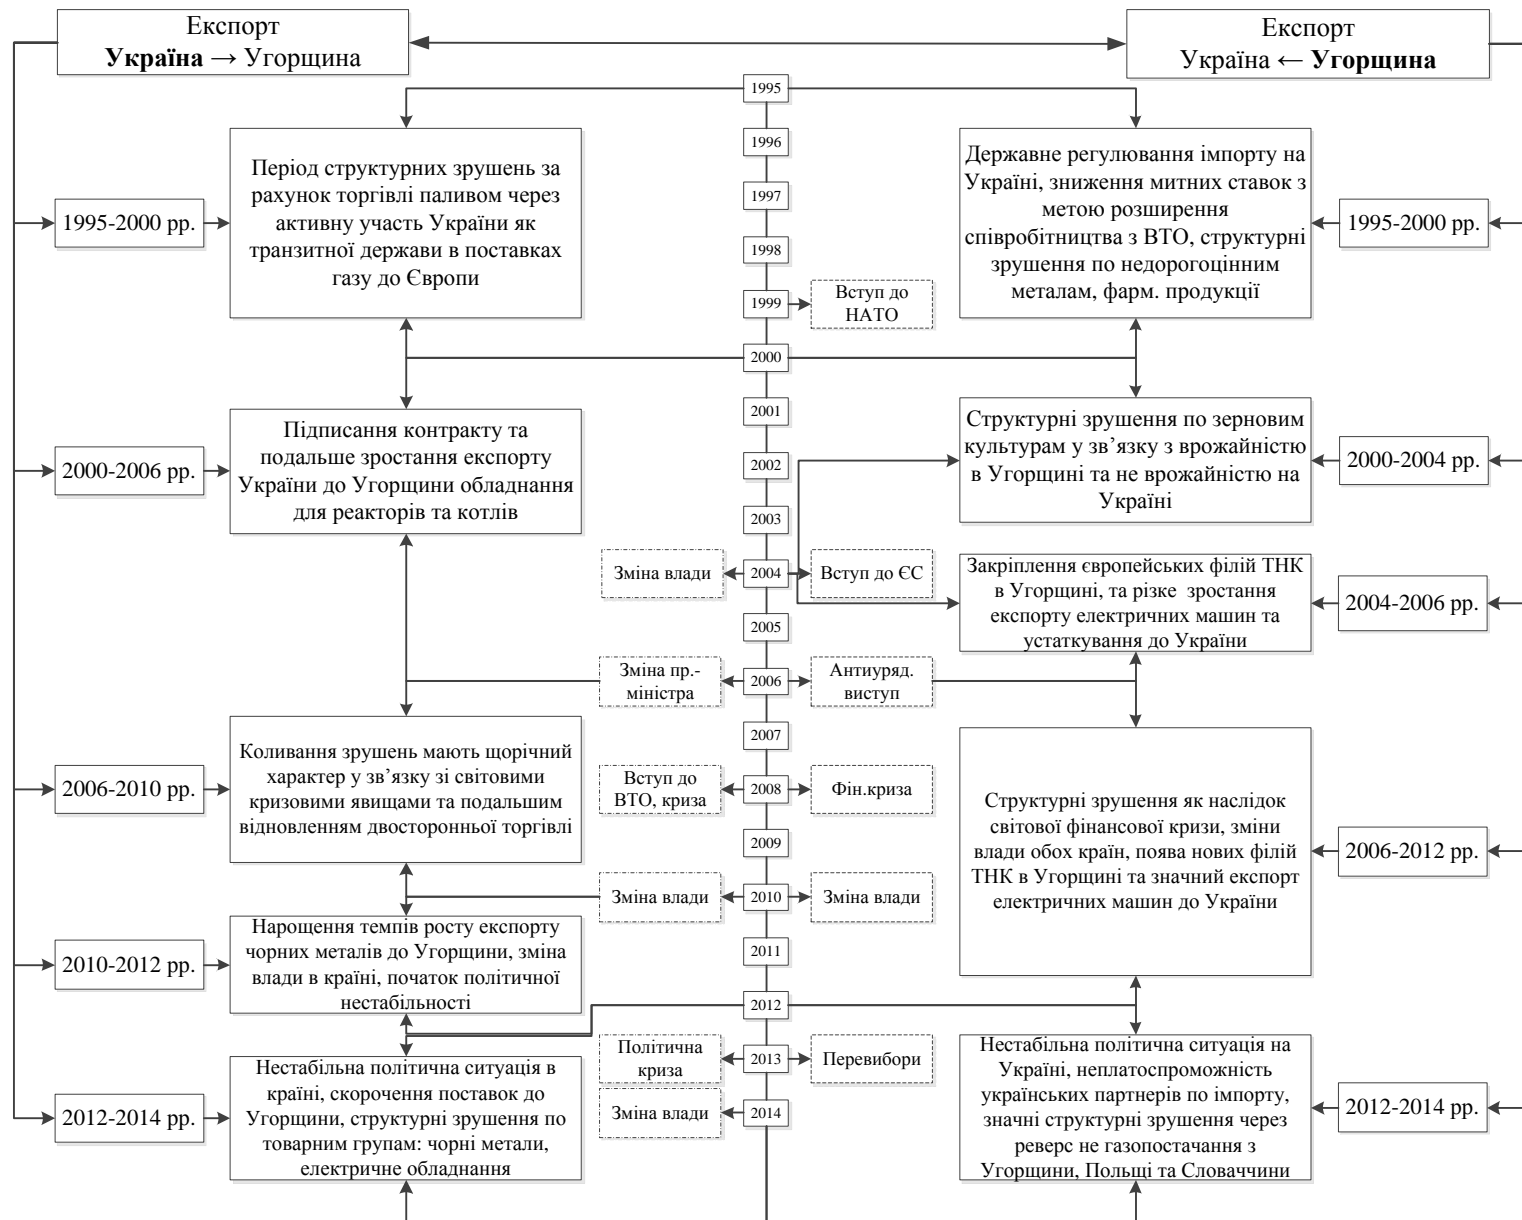 Експорт
Україна → Угорщина
Експорт
Україна ← Угорщина
1995-2000 рр.
Період структурних зрушень за
рахунок торгівлі паливом через
активну участь України як
транзитної держави в поставках
газу до Європи
2000-2006 рр.
Підписання контракту та
подальше зростання експорту
України до Угорщини обладнання
для реакторів та котлів
2006-2010 рр.
Коливання зрушень мають щорічний
характер у зв’язку зі світовими
кризовими явищами та подальшим
відновленням двосторонньої торгівлі
2010-2012 рр.
Нарощення темпів росту експорту
чорних металів до Угорщини, зміна
влади в країні, початок політичної
нестабільності
2012-2014 рр.
Нестабільна політична ситуація в
країні, скорочення поставок до
Угорщини, структурні зрушення по
товарним групам: чорні метали,
електричне обладнання
1995
1996
1997
1998
1999
Вступ до
НАТО
2000
2001
2002
2003
Зміна влади
2004
Вступ до ЄС
2005
Зміна пр.-
міністра
2006
Антиуряд.
виступ
2007
Вступ до
ВТО, криза
2008
Фін.криза
2009
Зміна влади
2010
Зміна влади
2011
2012
Політична
криза
2013
Перевибори
Зміна влади
2014
Державне регулювання імпорту на
Україні, зниження митних ставок з
метою розширення
співробітництва з ВТО, структурні
зрушення по недорогоцінним
металам, фарм. продукції
1995-2000 рр.
Структурні зрушення по зерновим
культурам у зв’язку з врожайністю
в Угорщині та не врожайністю на
Україні
2000-2004 рр.
Закріплення європейських філій ТНК
в Угорщині, та різке зростання
експорту електричних машин та
устаткування до України
2004-2006 рр.
Структурні зрушення як наслідок
світової фінансової кризи, зміни
влади обох країн, поява нових філій
ТНК в Угорщині та значний експорт
електричних машин до України
2006-2012 рр.
Нестабільна політична ситуація на
Україні, неплатоспроможність
українських партнерів по імпорту,
значні структурні зрушення через
реверс не газопостачання з
Угорщини, Польщі та Словаччини
2012-2014 рр.